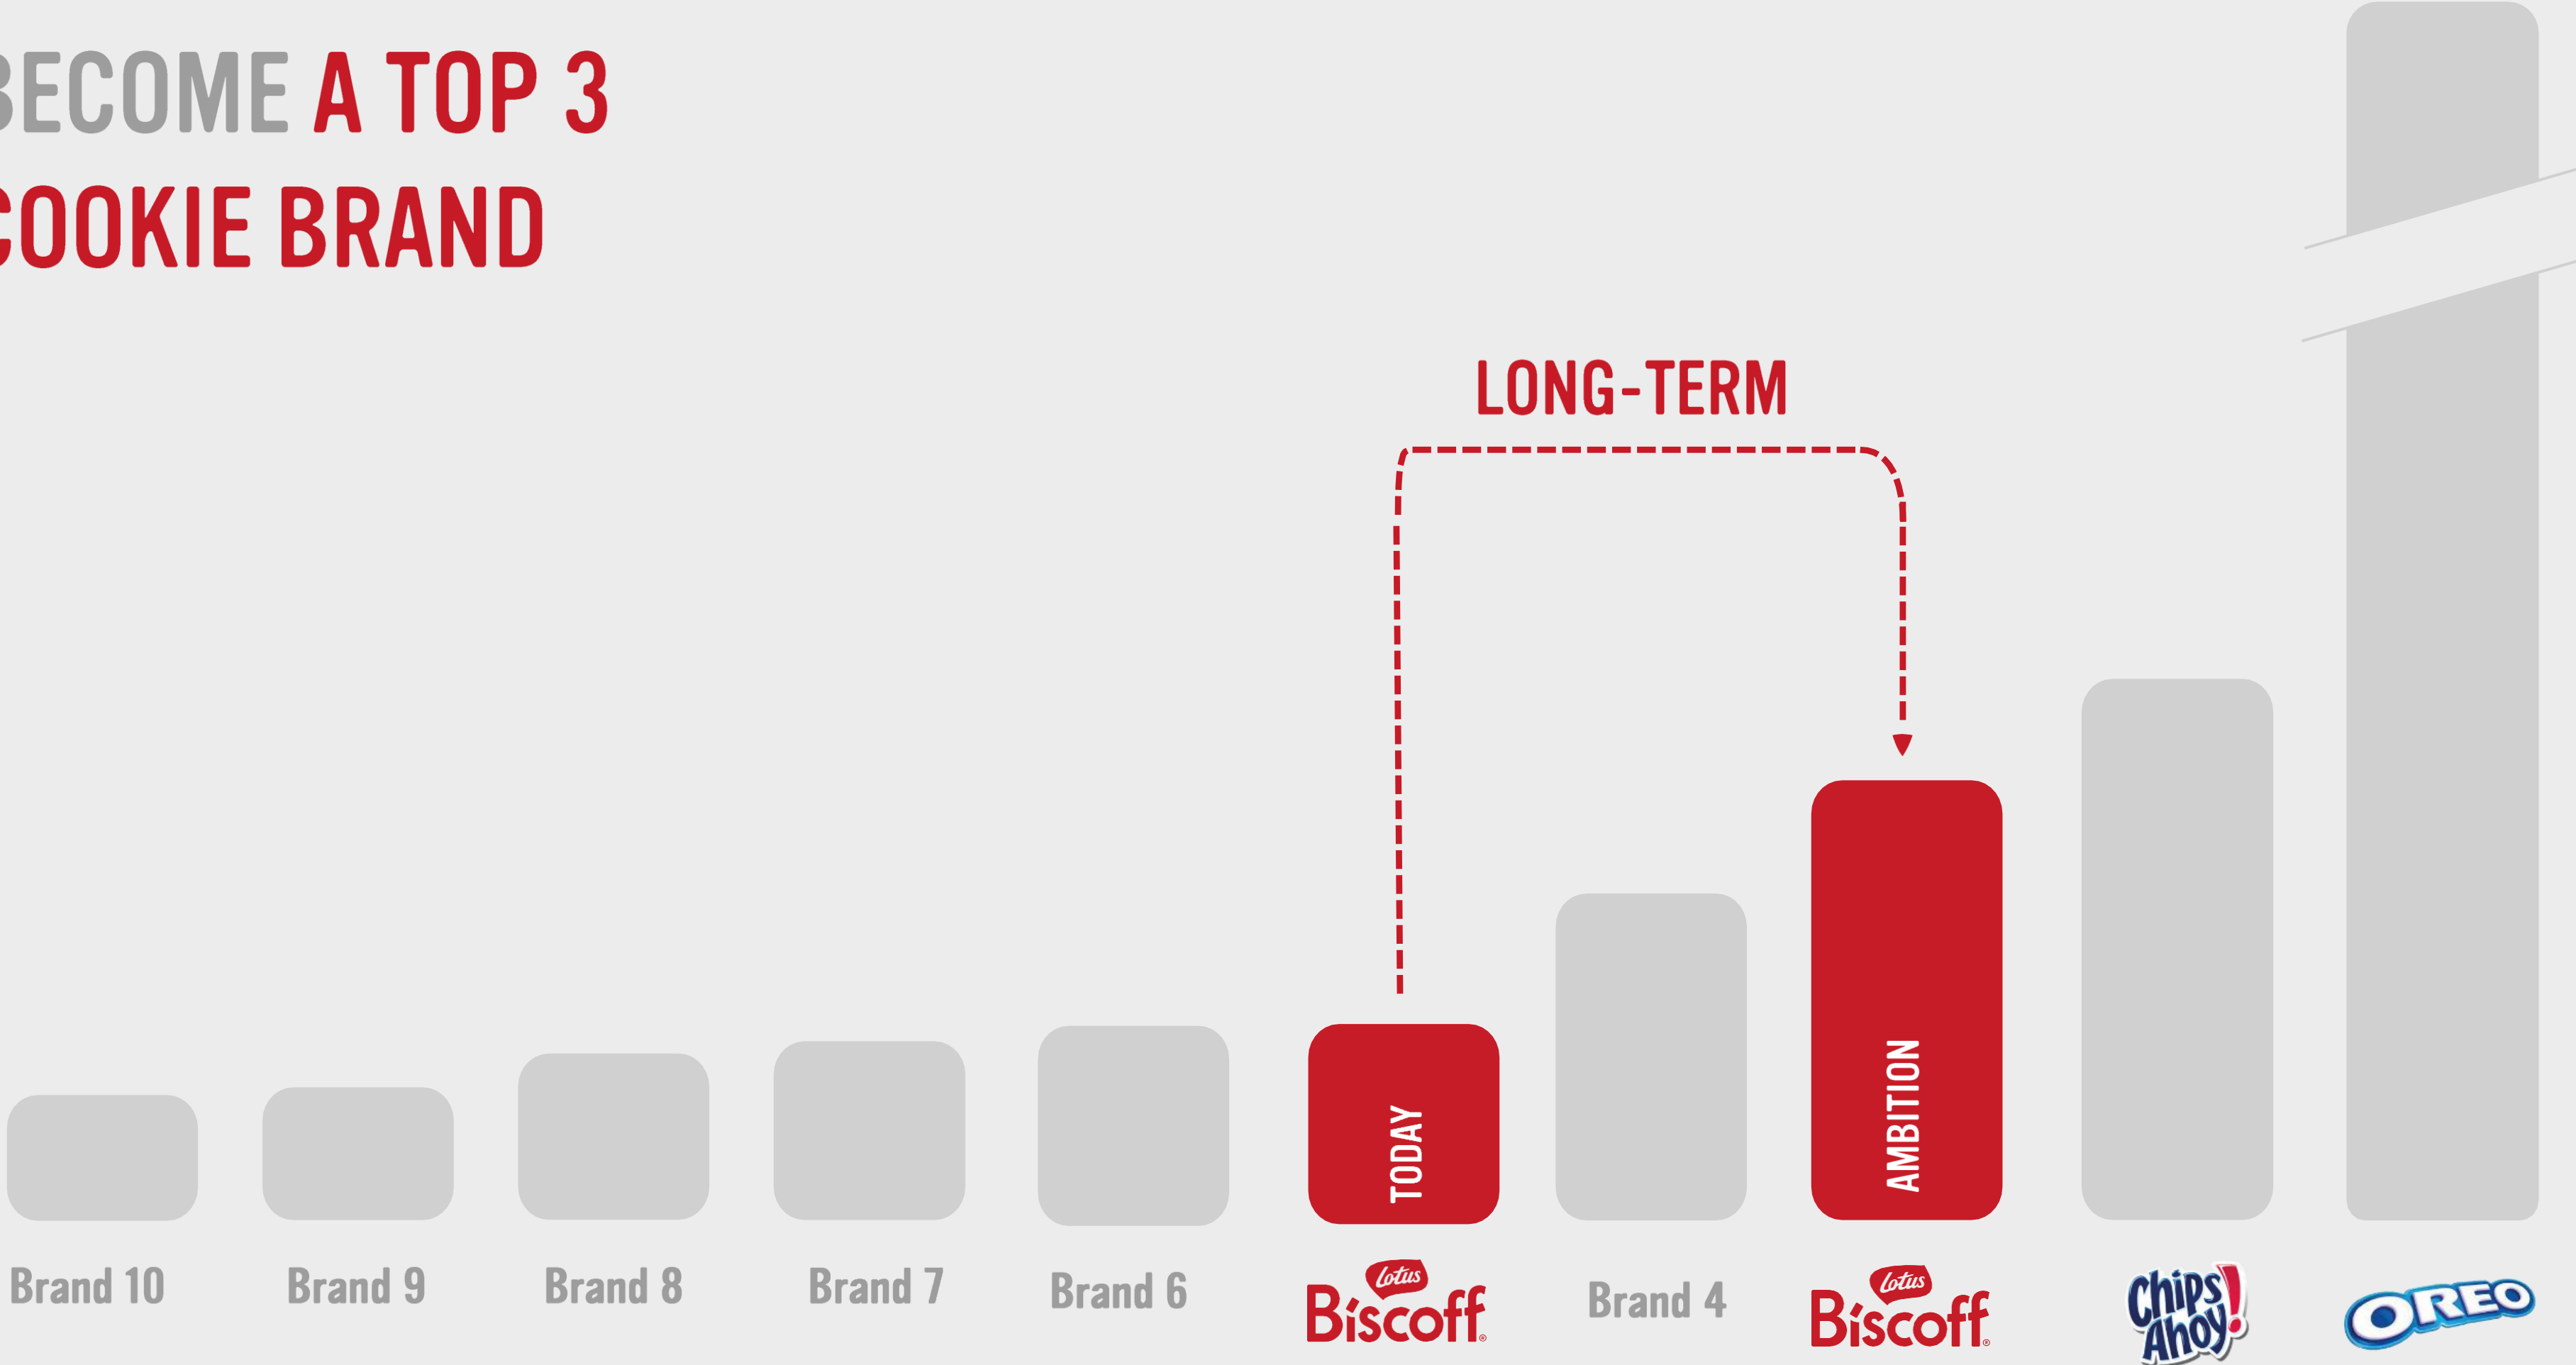 BECOME A TOP 3
COOKIE BRAND
LONG-TERM
TODAY
AMBITION
Brand 10
Brand 9
Brand 8
Brand 7
Brand 6
Lotus
Biscoff®
Brand 4
Lotus
Biscoff®
Chips
Ahoy!
OREO